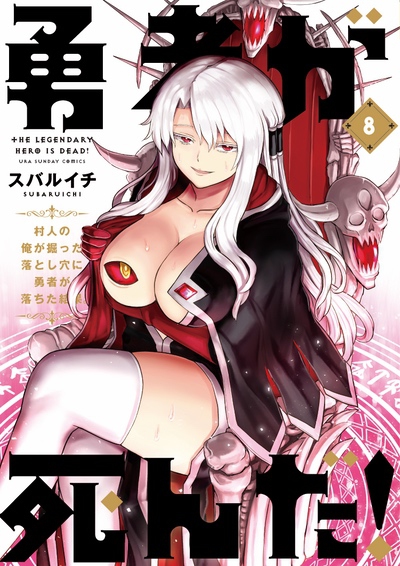 勇者が
THE LEGENDARY
HERO IS DEAD!
URA SUNDAY COMICS
スバルイチ
SUBARUICHI
8
村人の
俺が掘った
落とし穴に
勇者が
落ちた結果
死んだ!